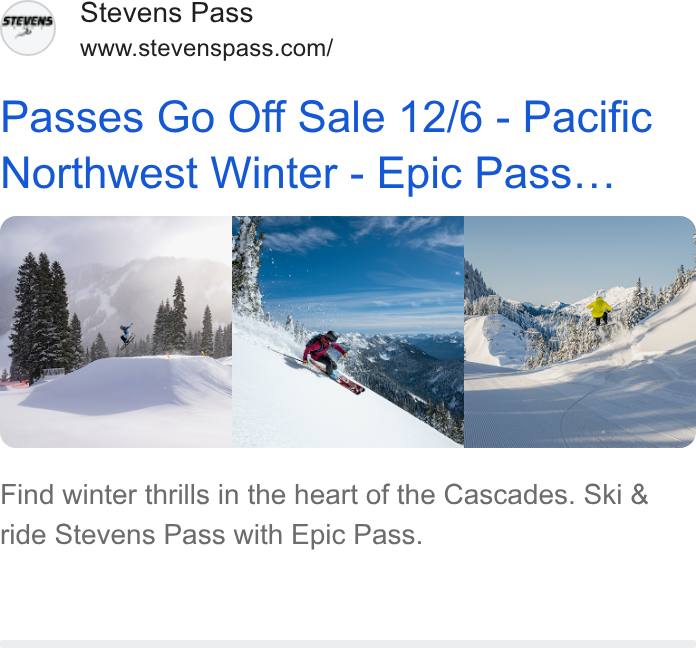 STEVENS
Stevens Pass
www.stevenspass.com/
Passes Go Off Sale 12/6 - Pacific
Northwest Winter - Epic Pass…
Find winter thrills in the heart of the Cascades. Ski &
ride Stevens Pass with Epic Pass.